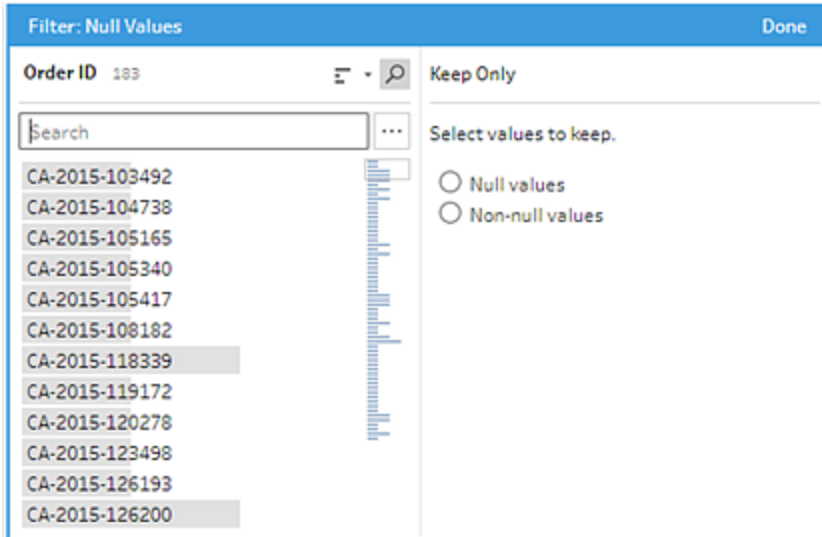 Filter: Null Values Done
Order ID 183
Keep Only
Search ...
Select values to keep.
Null values
Non-null values
CA-2015-103492
CA-2015-104738
CA-2015-105165
CA-2015-105340
CA-2015-105417
CA-2015-108182
CA-2015-118339
CA-2015-119172
CA-2015-120278
CA-2015-123498
CA-2015-126193
CA-2015-126200